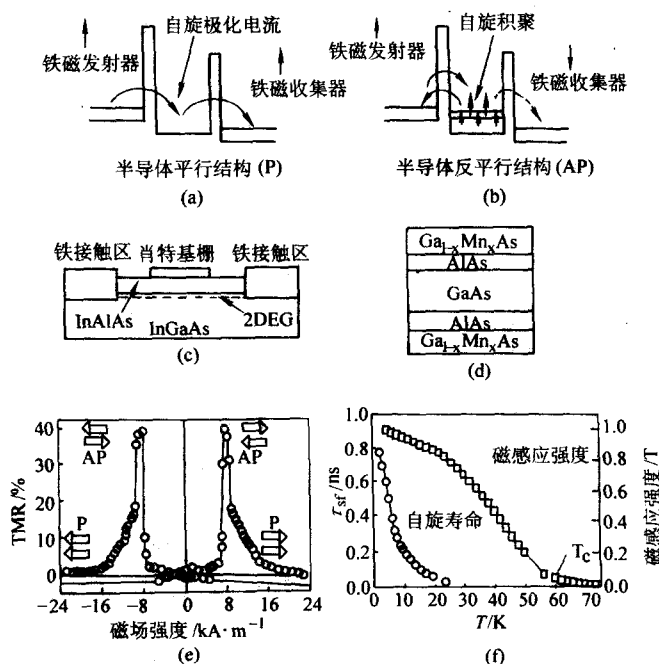 自旋极化电流
铁磁发射器
铁磁收集器
半导体平行结构 (P)
(a)
自旋积聚
铁磁发射器
铁磁收集器
半导体反平行结构 (AP)
(b)
铁接触区 肖特基栅 铁接触区
InAlAs
InGaAs
2DEG
(c)
Ga1-xMnxAs
AlAs
GaAs
AlAs
Ga1-xMnxAs
(d)
TMR /%
40
30
20
10
0
AP
AP
P
P
−24 −16 −8 0 8 16 24
磁场强度 /kA·m−1
(e)
τsf / ns
1.0
0.8
0.6
0.4
0.2
0
磁感应强度
自旋寿命
TC
1.0
0.8
0.6
0.4
0.2
0.0
磁感应强度 /T
0 10 20 30 40 50 60 70
T/K
(f)